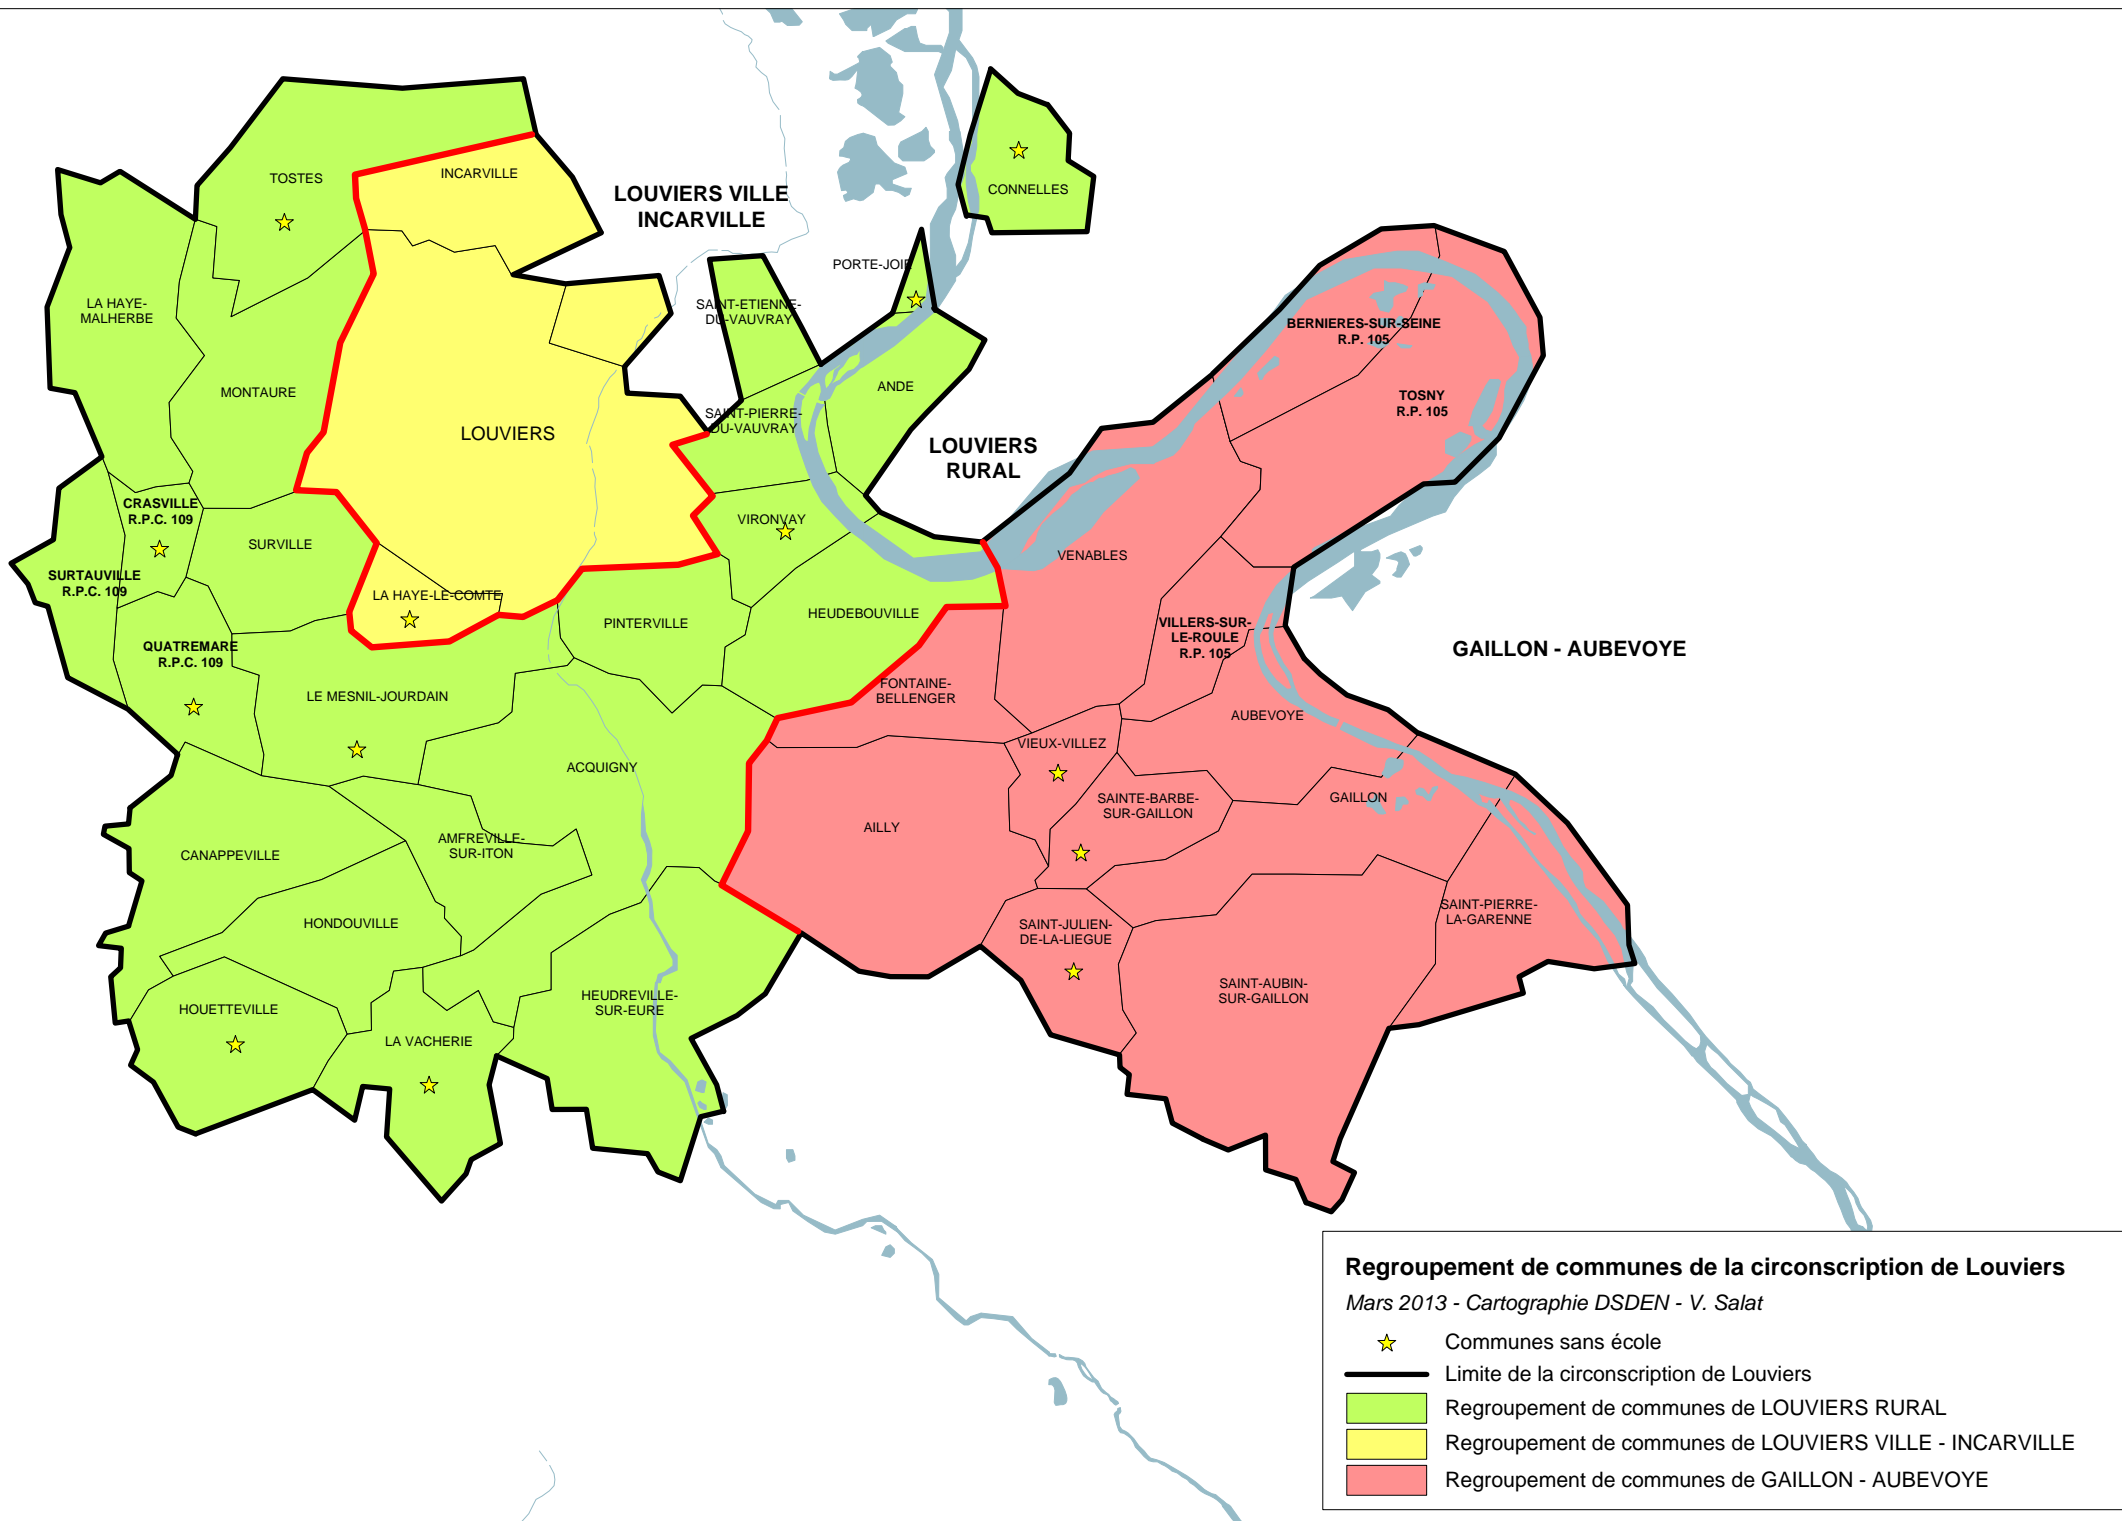 TOSTES
INCARVILLE
LOUVIERS VILLE
INCARVILLE
CONNELLES
PORTE-JOIE
LA HAYE-
MALHERBE
SAINT-ETIENNE-
DU-VAUVRAY
BERNIERES-SUR-SEINE
R.P. 105
MONTAURE
ANDE
TOSNY
R.P. 105
SAINT-PIERRE-
DU-VAUVRAY
LOUVIERS
LOUVIERS
RURAL
CRASVILLE
R.P.C. 109
VIRONVAY
SURVILLE
VENABLES
SURTAUVILLE
R.P.C. 109
LA HAYE-LE-COMTE
PINTERVILLE
HEUDEBOUVILLE
VILLERS-SUR-
LE-ROULE
R.P. 105
QUATREMARE
R.P.C. 109
GAILLON - AUBEVOYE
LE MESNIL-JOURDAIN
FONTAINE-
BELLENGER
AUBEVOYE
VIEUX-VILLEZ
ACQUIGNY
SAINTE-BARBE-
SUR-GAILLON
GAILLON
AILLY
CANAPPEVILLE
AMFREVILLE-
SUR-ITON
HONDOUVILLE
SAINT-JULIEN-
DE-LA-LIEGUE
SAINT-PIERRE-
LA-GARENNE
SAINT-AUBIN-
SUR-GAILLON
HEUDREVILLE-
SUR-EURE
HOUETTEVILLE
LA VACHERIE
Regroupement de communes de la circonscription de Louviers
Mars 2013 - Cartographie DSDEN - V. Salat
Communes sans école
Limite de la circonscription de Louviers
Regroupement de communes de LOUVIERS RURAL
Regroupement de communes de LOUVIERS VILLE - INCARVILLE
Regroupement de communes de GAILLON - AUBEVOYE